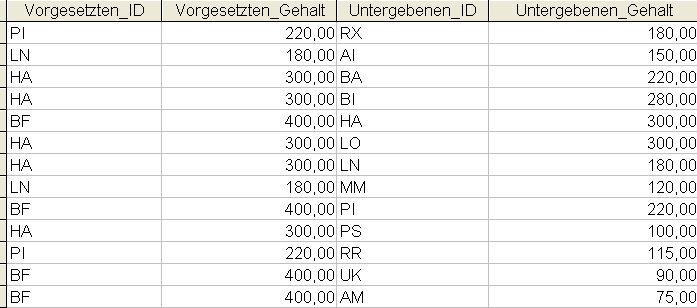 Vorgesetzten_ID Vorgesetzten_Gehalt Untergebenen_ID Untergebenen_Gehalt
PI 220,00 RX 180,00
LN 180,00 AI 150,00
HA 300,00 BA 220,00
HA 300,00 BI 280,00
BF 400,00 HA 300,00
HA 300,00 LO 300,00
HA 300,00 LN 180,00
LN 180,00 MM 120,00
BF 400,00 PI 220,00
HA 300,00 PS 100,00
PI 220,00 RR 115,00
BF 400,00 UK 90,00
BF 400,00 AM 75,00